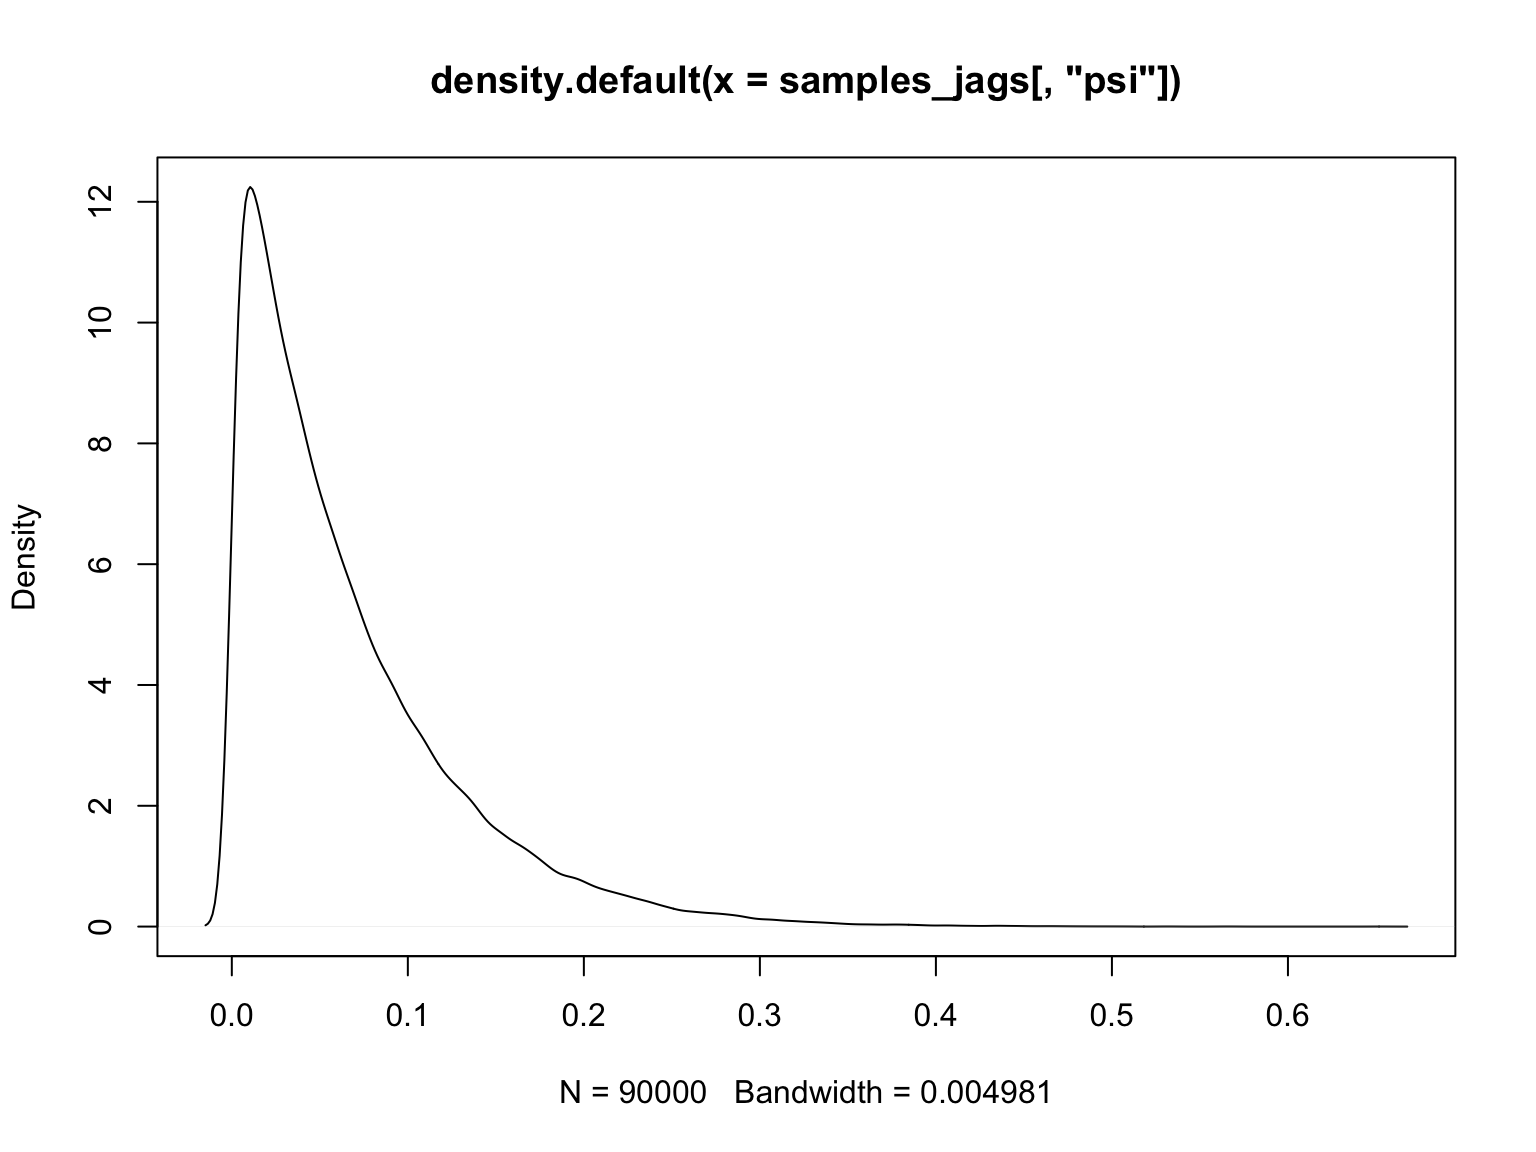 density.default(x = samples_jags[, "psi"])
Density
12
10
8
6
4
2
0
0.0 0.1 0.2 0.3 0.4 0.5 0.6
N = 90000   Bandwidth = 0.004981